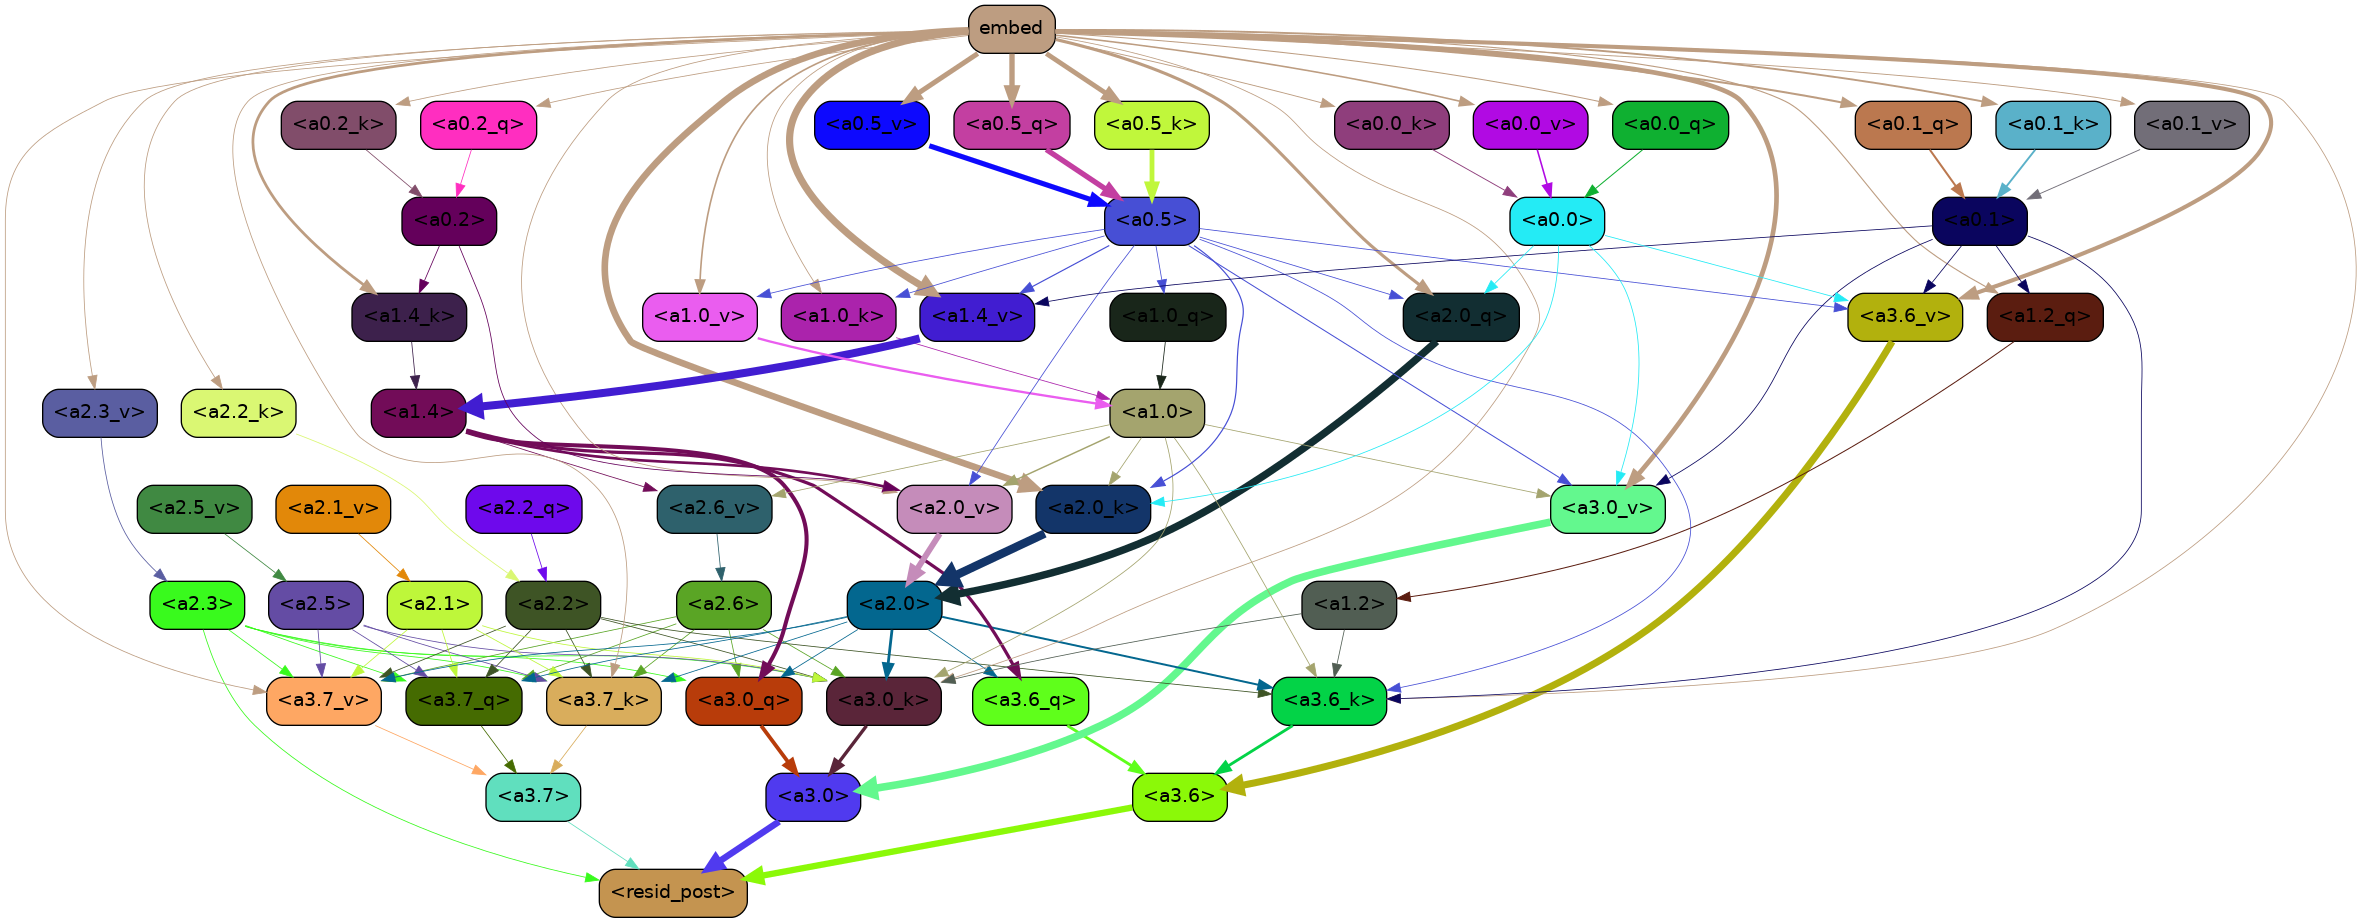 embed
<a0.2_k> <a0.2_q> <a0.5_v> <a0.5_q> <a0.5_k> <a0.0_k> <a0.0_v> <a0.0_q> <a0.1_q> <a0.1_k> <a0.1_v>
<a0.2> <a0.5> <a0.0> <a0.1>
<a1.4_k> <a1.0_v> <a1.0_k> <a1.4_v> <a1.0_q> <a2.0_q> <a3.6_v> <a1.2_q>
<a2.3_v> <a2.2_k> <a1.4> <a1.0>
<a2.5_v> <a2.1_v> <a2.2_q> <a2.6_v> <a2.0_v> <a2.0_k> <a3.0_v>
<a2.3> <a2.5> <a2.1> <a2.2> <a2.6> <a2.0> <a1.2>
<a3.7_v> <a3.7_q> <a3.7_k> <a3.0_q> <a3.0_k> <a3.6_q> <a3.6_k>
<a3.7> <a3.0> <a3.6>
<resid_post>